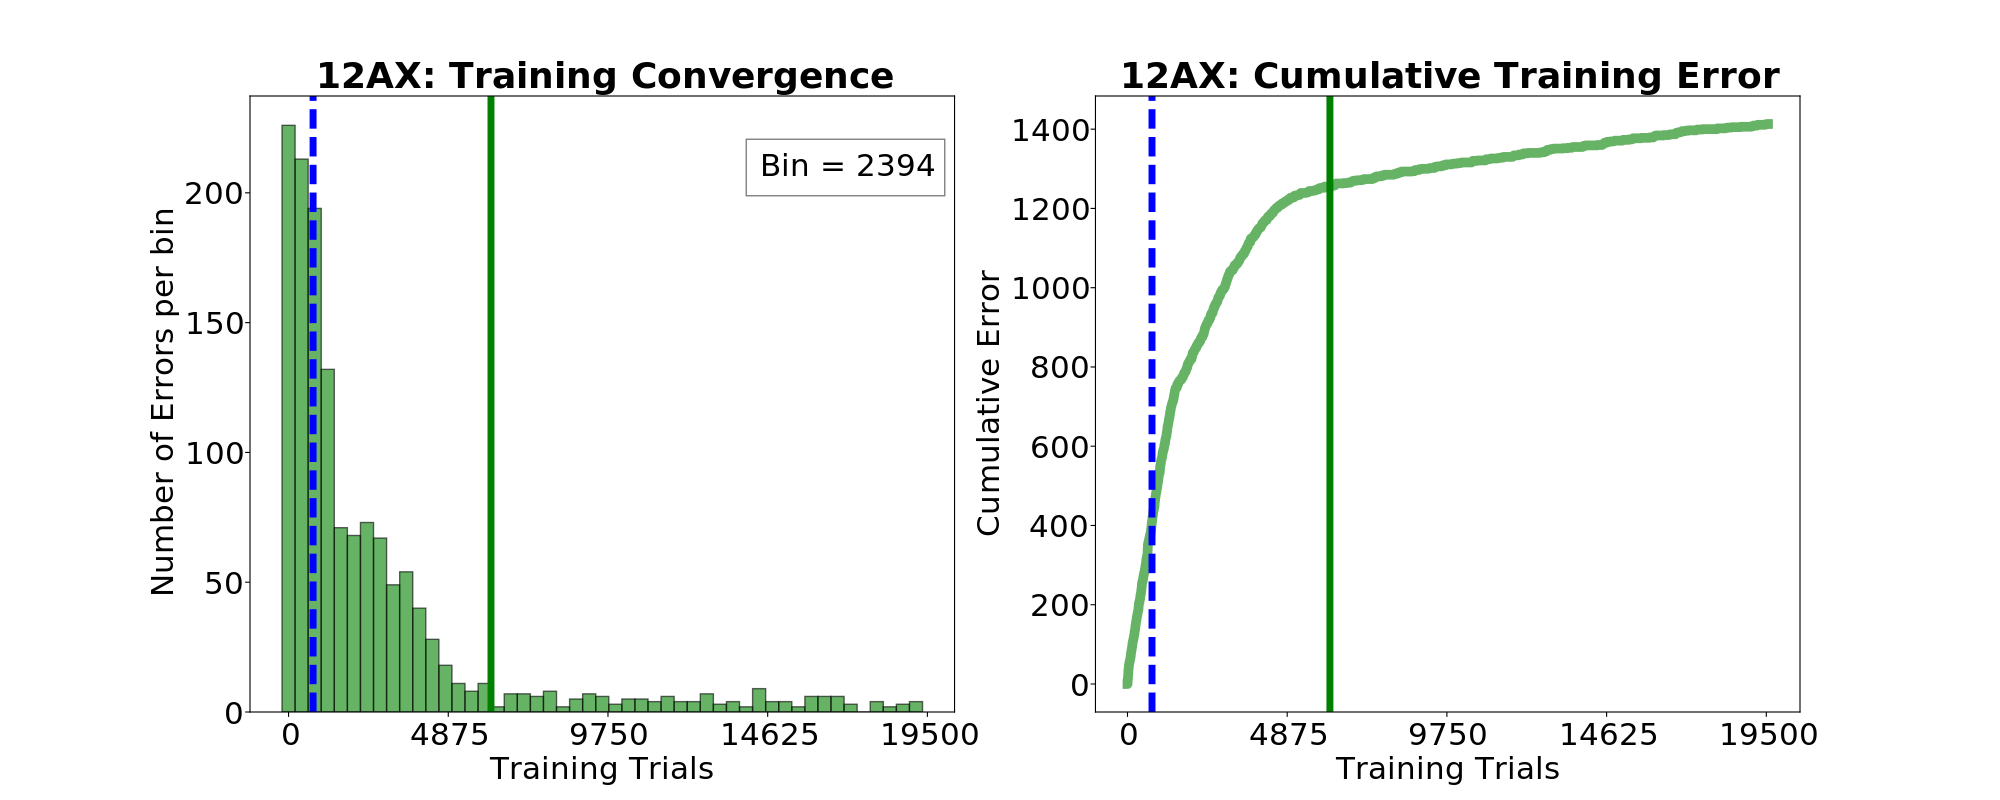 12AX: Training Convergence
Number of Errors per bin
200
150
100
50
0
Bin = 2394
0 4875 9750 14625 19500
Training Trials
12AX: Cumulative Training Error
Cumulative Error
1400
1200
1000
800
600
400
200
0
0 4875 9750 14625 19500
Training Trials